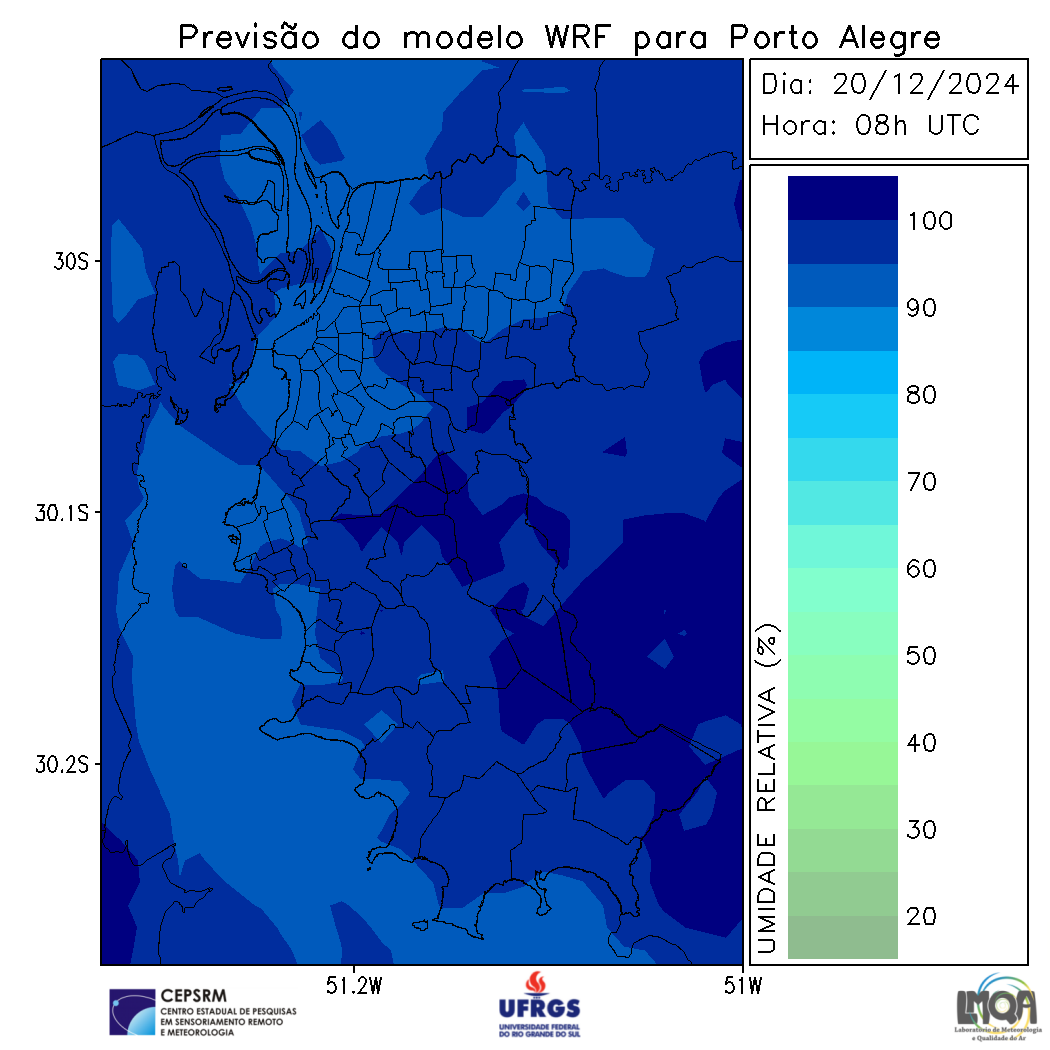 Previsão do modelo WRF para Porto Alegre
Dia: 20/12/2024
Hora: 08h UTC
30S
30.1S
30.2S
51.2W
51W
UMIDADE RELATIVA (%)
100
90
80
70
60
50
40
30
20
CEPSRM
CENTRO ESTADUAL DE PESQUISAS
EM SENSORIAMENTO REMOTO
E METEOROLOGIA
UFRGS
UNIVERSIDADE FEDERAL
DO RIO GRANDE DO SUL
LMQA
Laboratório de Meteorologia
e Qualidade do Ar